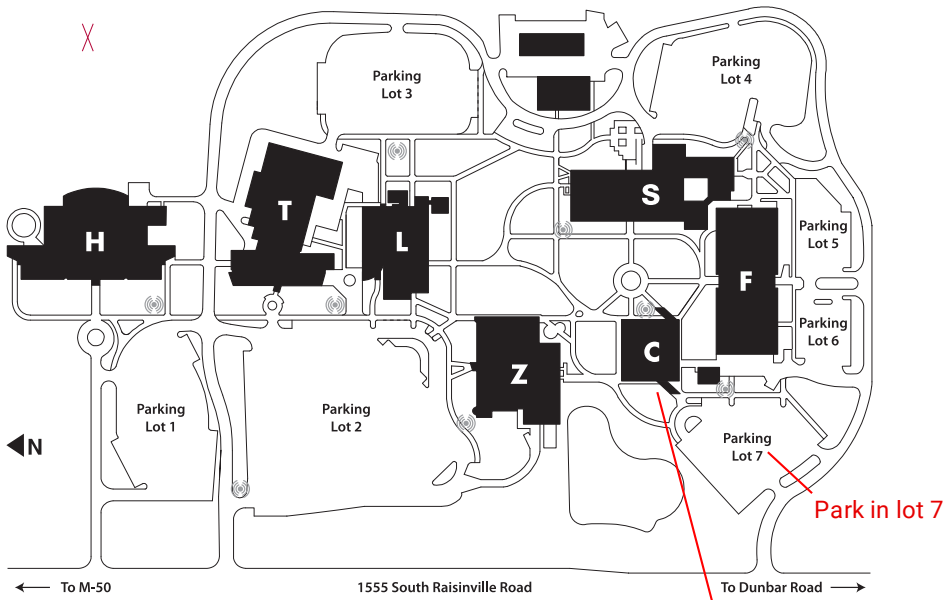 Parking
Lot 3
Parking
Lot 4
T
S
H
L
Parking
Lot 5
F
Parking
Lot 6
C
Z
Parking
Lot 1
Parking
Lot 2
N
Parking
Lot 7
Park in lot 7
To M-50
1555 South Raisinville Road
To Dunbar Road